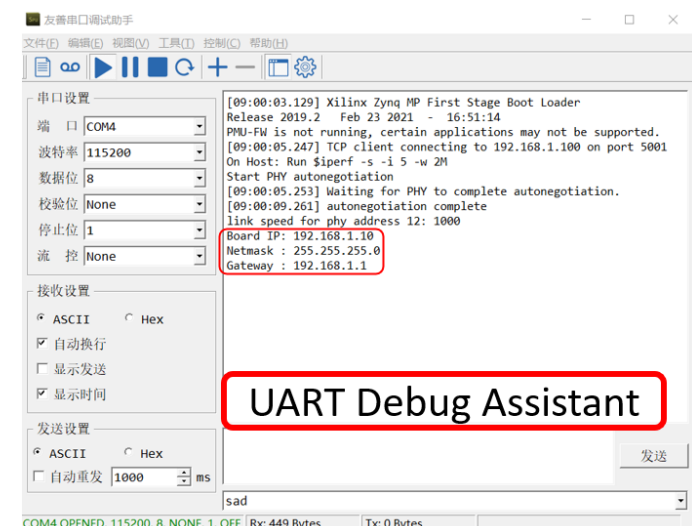 友善串口调试助手
文件(F) 编辑(E) 视图(V) 工具(T) 控制(C) 帮助(H)
串口设置
端 口 COM4
波特率 115200
数据位 8
校验位 None
停止位 1
流 控 None
接收设置
ASCII Hex
自动换行
显示发送
显示时间
发送设置
ASCII Hex
自动重发 1000 ms
[09:00:03.129] Xilinx Zynq MP First Stage Boot Loader
Release 2019.2 Feb 23 2021 - 16:51:14
PMU-FW is not running, certain applications may not be supported.
[09:00:05.247] TCP client connecting to 192.168.1.100 on port 5001
On Host: Run $iperf -s -i 5 -w 2M
Start PHY autonegotiation
[09:00:05.253] Waiting for PHY to complete autonegotiation.
[09:00:09.261] autonegotiation complete
link speed for phy address 12: 1000
Board IP: 192.168.1.10
Netmask : 255.255.255.0
Gateway : 192.168.1.1
UART Debug Assistant
发送
sad
COM4 OPENED, 115200, 8, NONE, 1, OFF Rx: 449 Bytes Tx: 0 Bytes